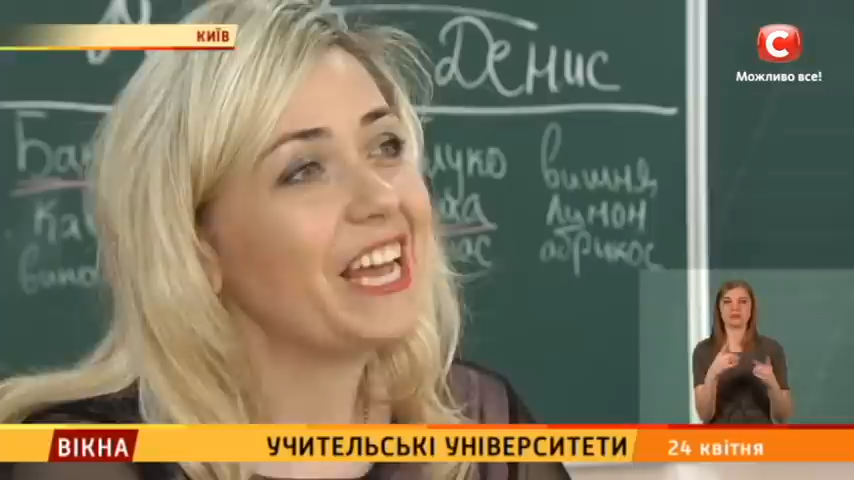 КИЇВ
Можливо все!
Денис
вишня,
лимон
абрикос
ВІКНА
УЧИТЕЛЬСЬКІ УНІВЕРСИТЕТИ
24 квітня